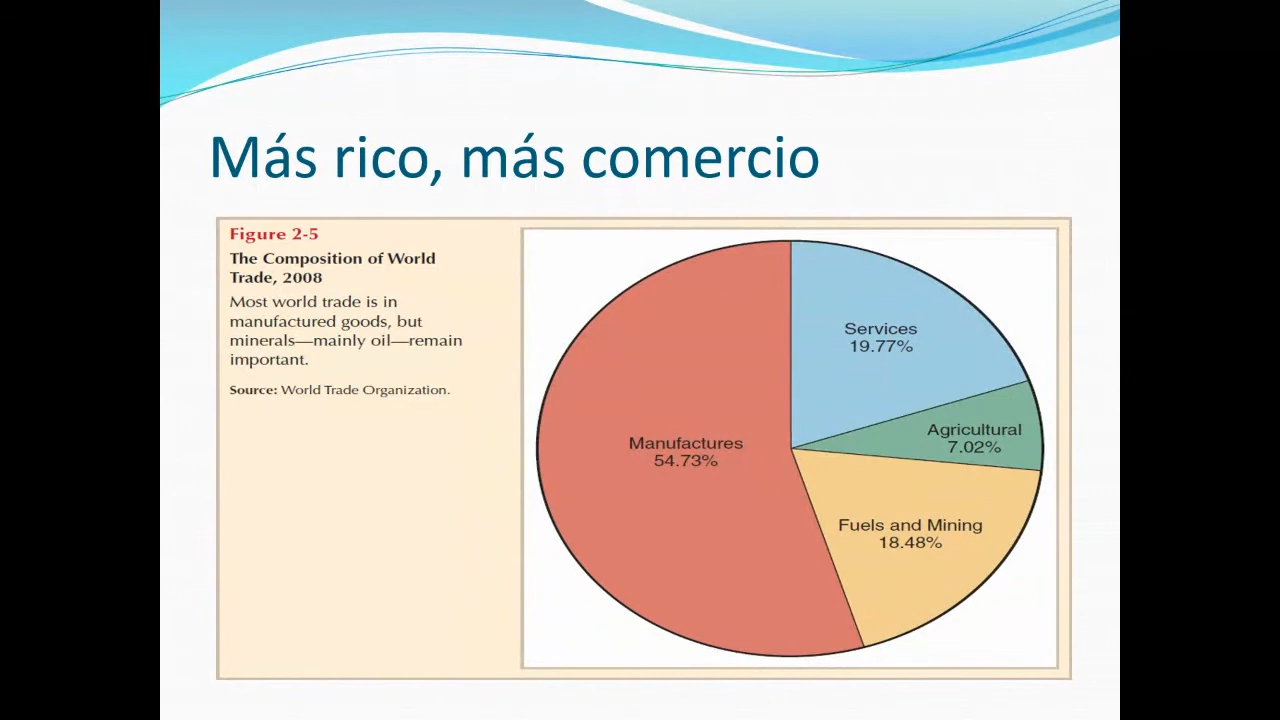 Más rico, más comercio
Figure 2-5
The Composition of World
Trade, 2008
Most world trade is in
manufactured goods, but
minerals—mainly oil—remain
important.
Source: World Trade Organization.
Services
19.77%
Agricultural
7.02%
Manufactures
54.73%
Fuels and Mining
18.48%